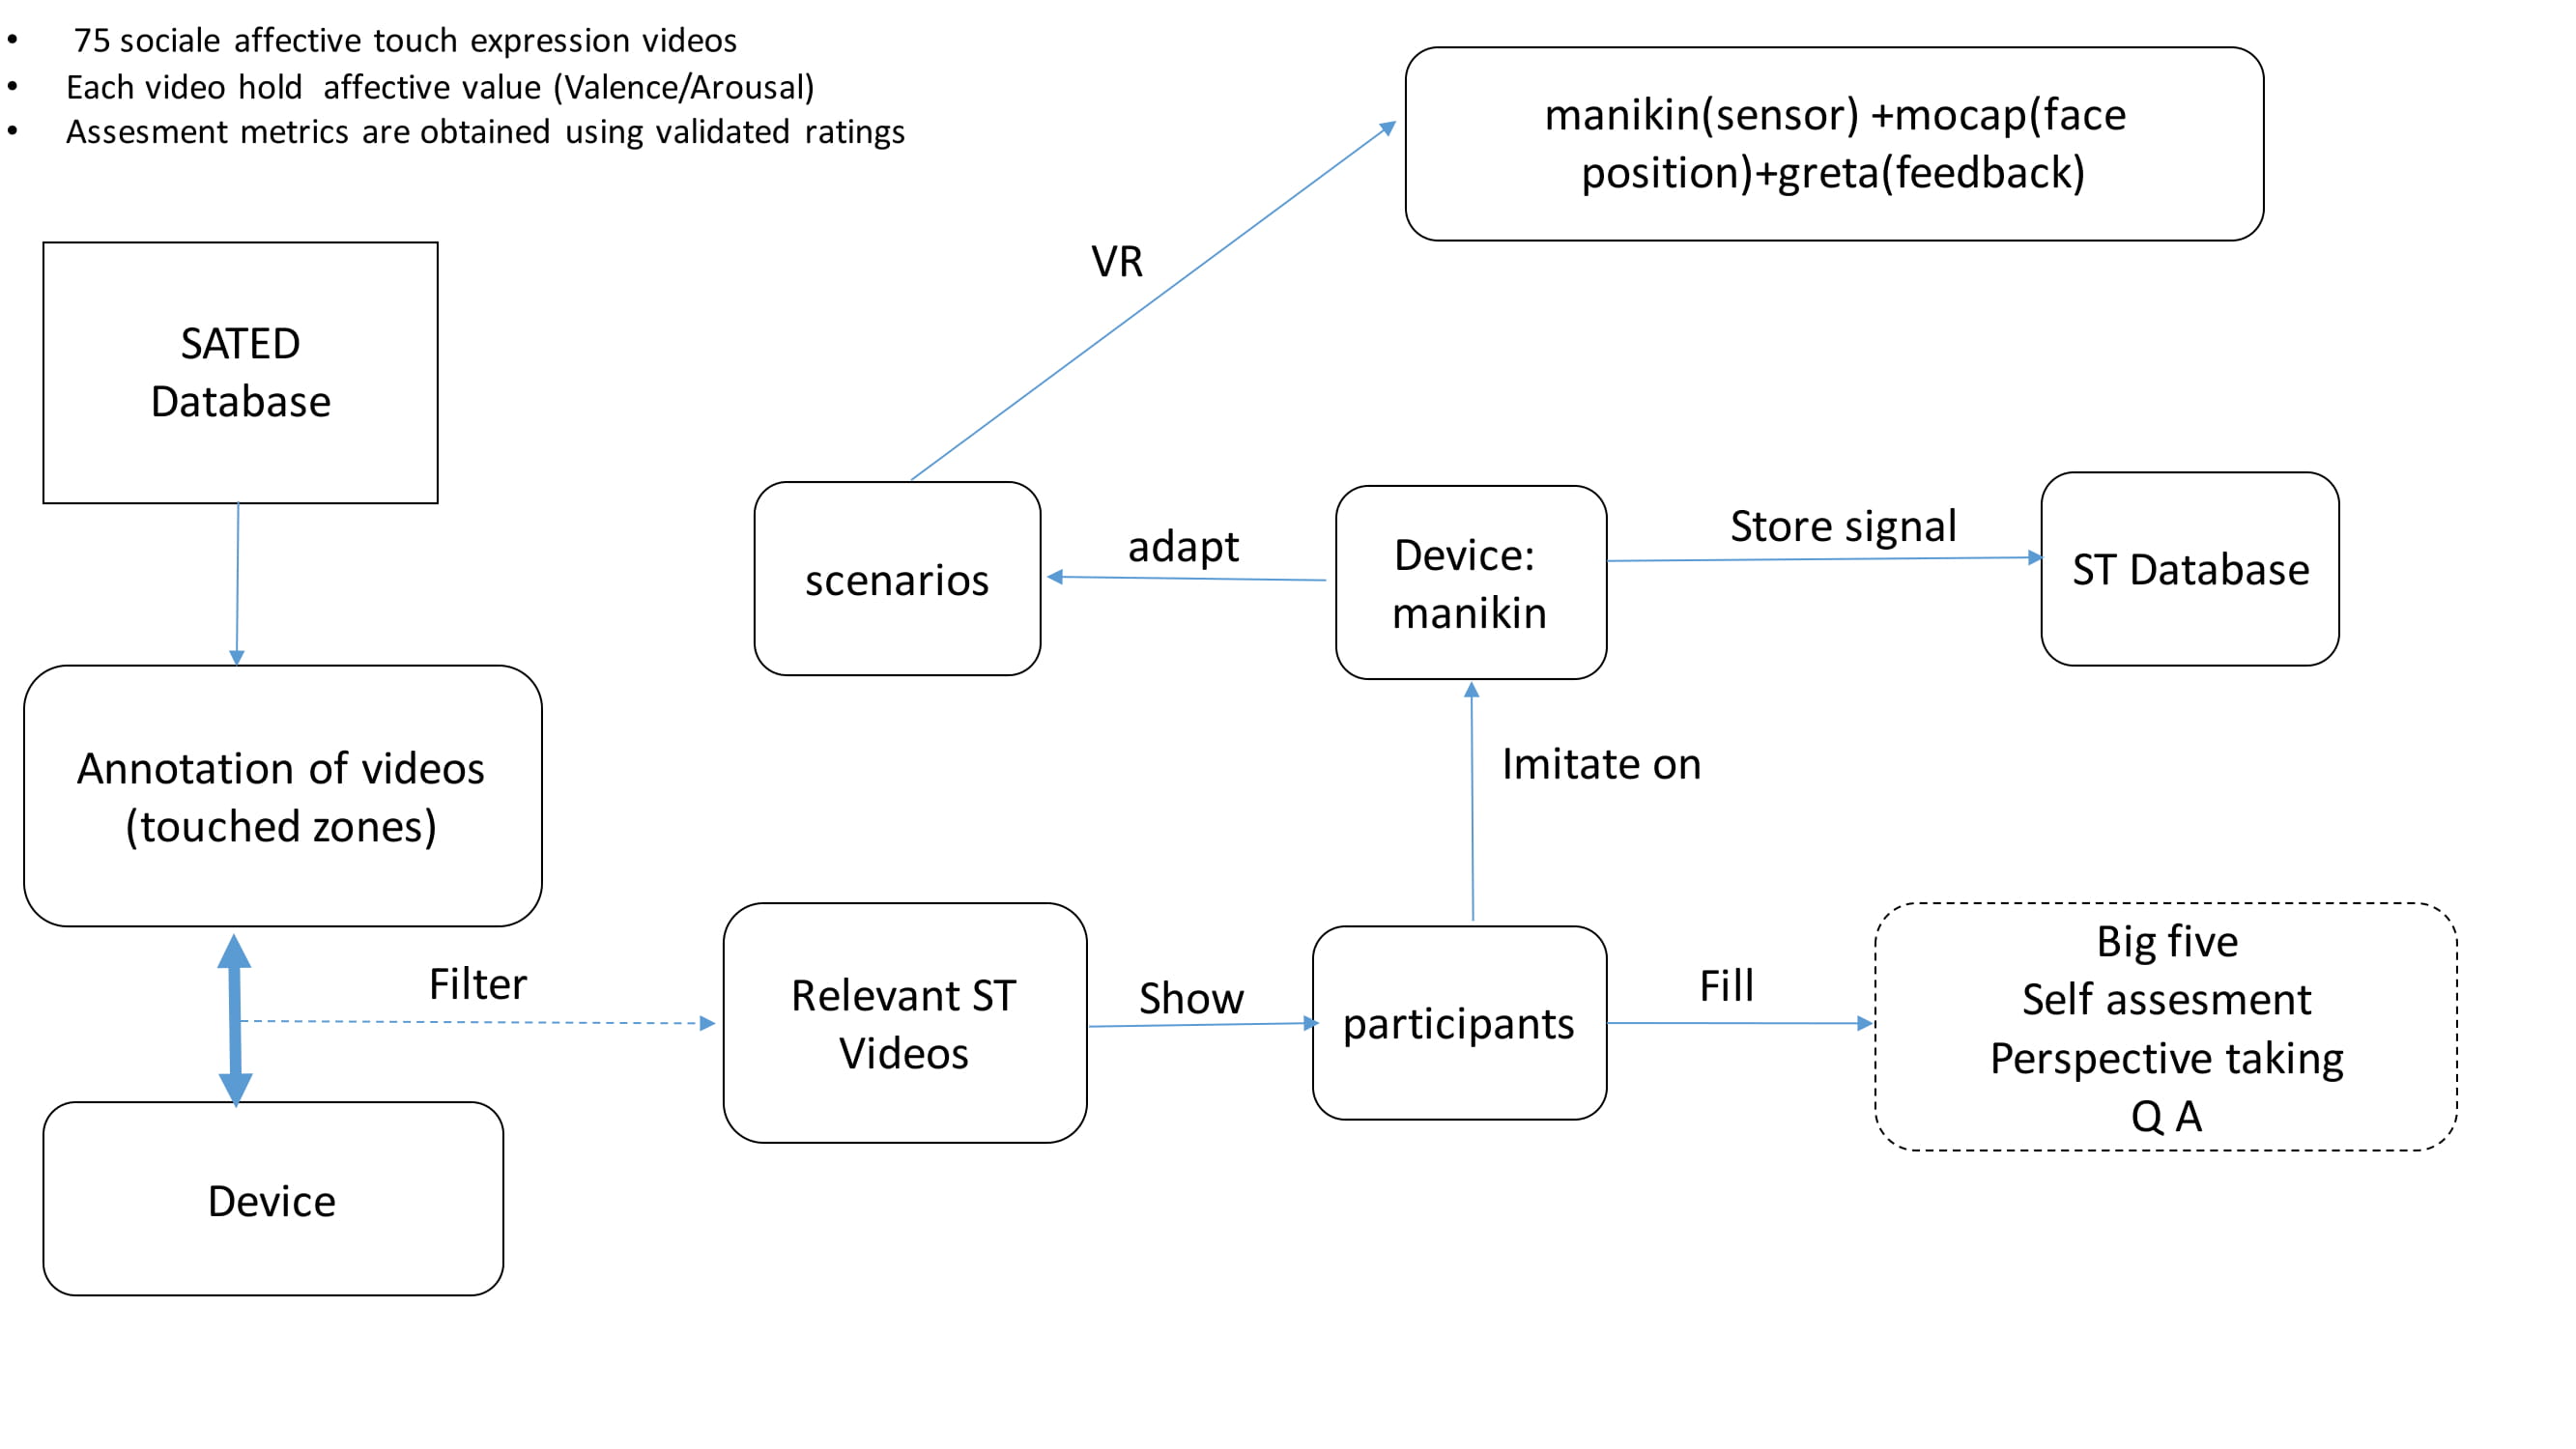 • 75 sociale affective touch expression videos
• Each video hold affective value (Valence/Arousal)
• Assesment metrics are obtained using validated ratings
manikin(sensor) +mocap(face
position)+greta(feedback)
VR
SATED
Database
scenarios
adapt
Device:
manikin
Store signal
ST Database
Annotation of videos
(touched zones)
Imitate on
Filter
Relevant ST
Videos
Show
participants
Fill
Big five
Self assesment
Perspective taking
Q A
Device